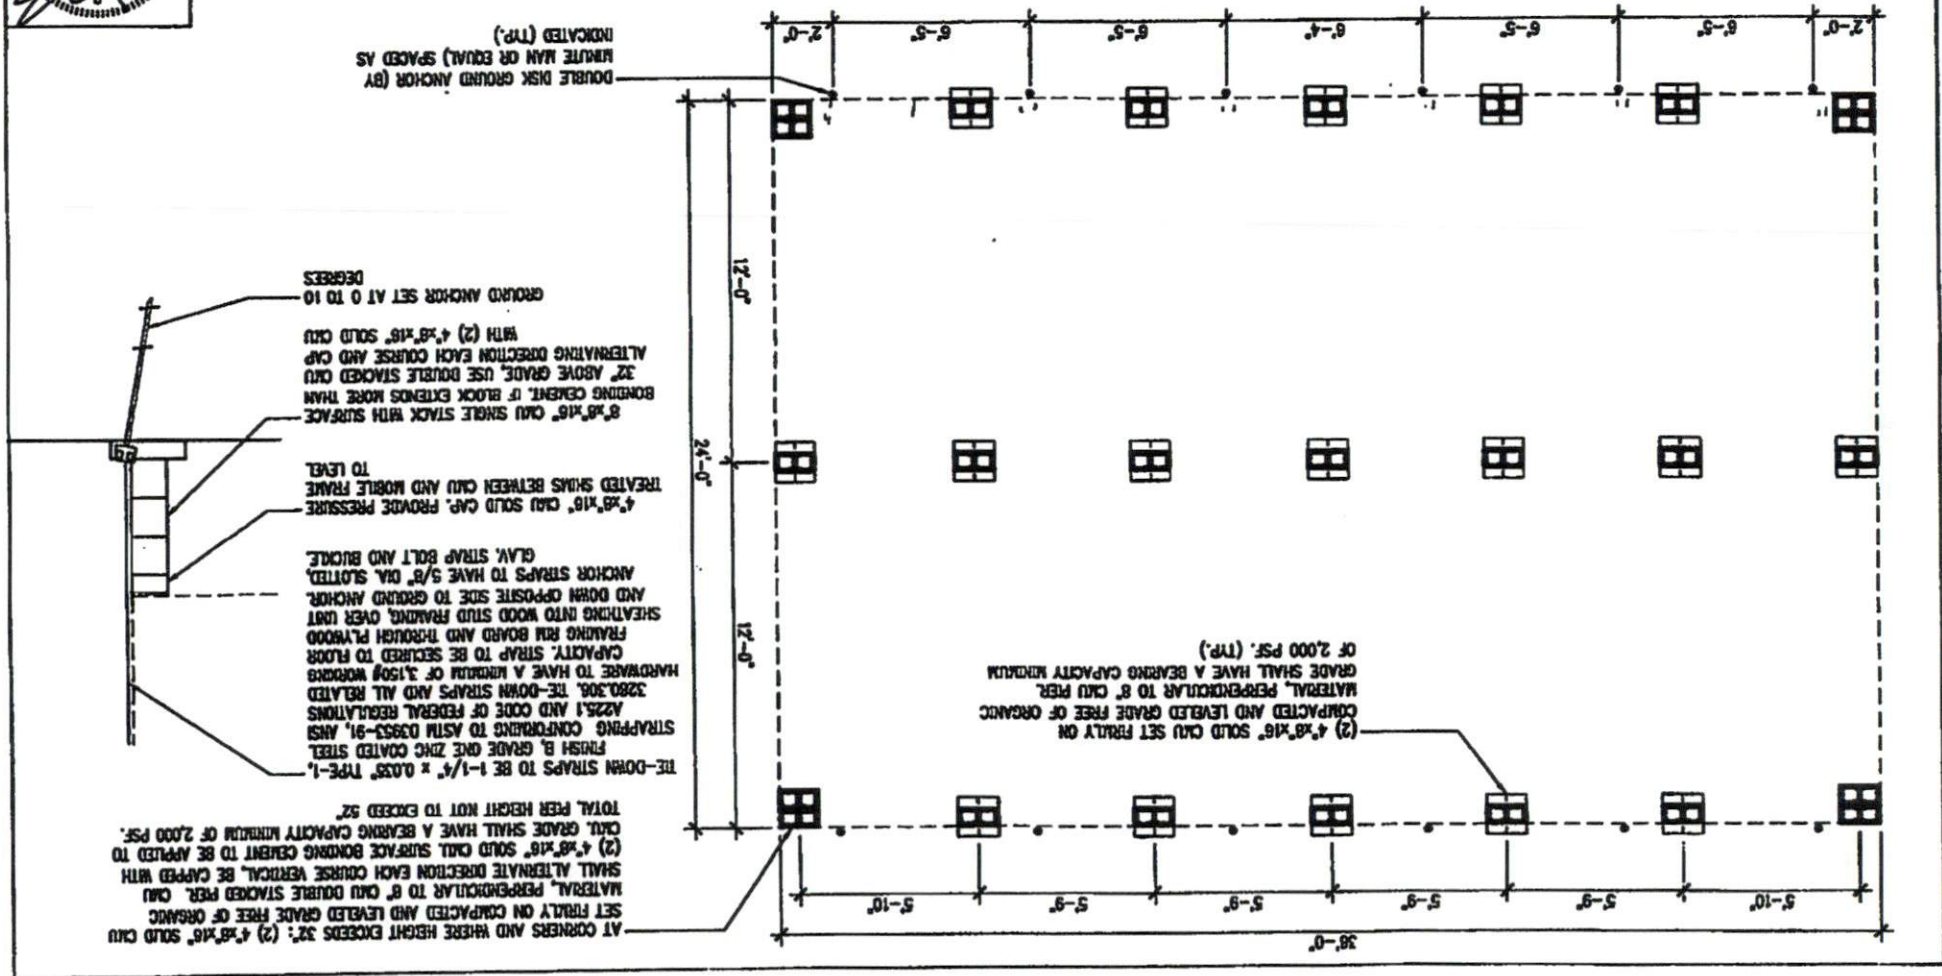 36'-0"
5'-10" 5'-9" 5'-9" 5'-9" 5'-9" 5'-10"
AT CORNERS AND WHERE HEIGHT EXCEEDS 32": (2) 4"x8"x16" SOLID CMU
SET FIRMLY ON COMPACTED AND LEVELED GRADE FREE OF ORGANIC
MATERIAL, PERPENDICULAR TO 8" CMU DOUBLE STACKED PIER. CMU
SHALL ALTERNATE DIRECTION EACH COURSE VERTICAL, BE CAPPED WITH
(2) 4"x8"x16" SOLID CMU. SURFACE BONDING CEMENT TO BE APPLIED TO
CMU. GRADE SHALL HAVE A BEARING CAPACITY MINIMUM OF 2,000 PSF.
TOTAL PIER HEIGHT NOT TO EXCEED 52"
(2) 4"x8"x16" SOLID CMU SET FIRMLY ON
COMPACTED AND LEVELED GRADE FREE OF ORGANIC
MATERIAL, PERPENDICULAR TO 8" CMU PIER.
GRADE SHALL HAVE A BEARING CAPACITY MINIMUM
OF 2,000 PSF. (TYP.)
12'-0"
24'-0"
12'-0"
TIE-DOWN STRAPS TO BE 1-1/4" x 0.035" TYPE-1,
FINISH B, GRADE ONE ZINC COATED STEEL
STRAPPING CONFORMING TO ASTM D3953-91, ANSI
A225.1 AND CODE OF FEDERAL REGULATIONS
3280.306. TIE-DOWN STRAPS AND ALL RELATED
HARDWARE TO HAVE A MINIMUM OF 3,150# WORKING
CAPACITY. STRAP TO BE SECURED TO FLOOR
FRAMING RIM BOARD AND THROUGH PLYWOOD
SHEATHING INTO WOOD STUD FRAMING, OVER UNIT
AND DOWN OPPOSITE SIDE TO GROUND ANCHOR.
ANCHOR STRAPS TO HAVE 5/8" DIA. SLOTTED,
GLAV. STRAP BOLT AND BUCKLE.
4"x8"x16" CMU SOLID CAP. PROVIDE PRESSURE
TREATED SHIMS BETWEEN CMU AND MOBILE FRAME
TO LEVEL
8"x8"x16" CMU SINGLE STACK WITH SURFACE
BONDING CEMENT. IF BLOCK EXTENDS MORE THAN
32" ABOVE GRADE, USE DOUBLE STACKED CMU
ALTERNATING DIRECTION EACH COURSE AND CAP
WITH (2) 4"x8"x16" SOLID CMU
GROUND ANCHOR SET AT 0 TO 10
DEGREES
DOUBLE DISK GROUND ANCHOR (BY
MINUTE MAN OR EQUAL) SPACED AS
INDICATED (TYP.)
2'-0" 6'-5" 6'-5" 6'-4" 6'-5" 6'-5" 2'-0"